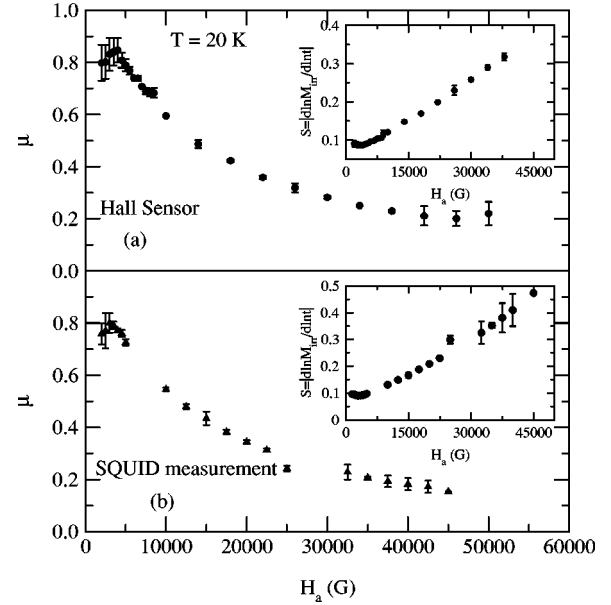 1.0
T = 20 K
0.8
0.6
μ
0.4
0.2
Hall Sensor
(a)
0.4
0.3
0.2
0.1
S=|dlnM_irr/dlnt|
0 15000 30000 45000
H_a (G)
0.0
0.8
0.6
μ
0.4
0.2
0.0
SQUID measurement
(b)
0.5
0.4
0.3
0.2
0.1
0.0
S=|dlnM_irr/dlnt|
0 15000 30000 45000
H_a (G)
0 10000 20000 30000 40000 50000 60000
H_a (G)